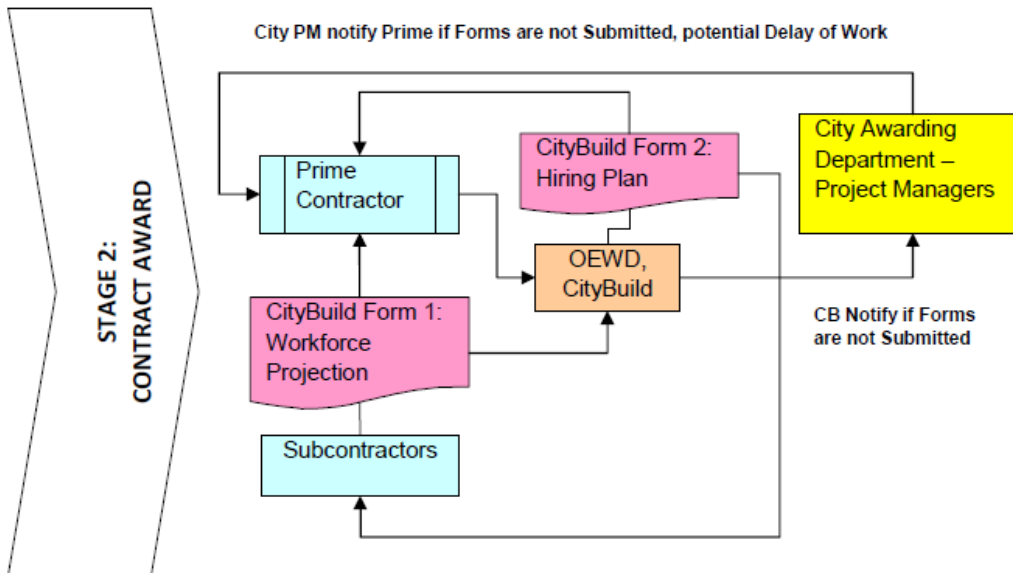 City PM notify Prime if Forms are not Submitted, potential Delay of Work
STAGE 2:
CONTRACT AWARD
Prime
Contractor
CityBuild Form 2:
Hiring Plan
City Awarding
Department –
Project Managers
OEWD,
CityBuild
CityBuild Form 1:
Workforce
Projection
CB Notify if Forms
are not Submitted
Subcontractors